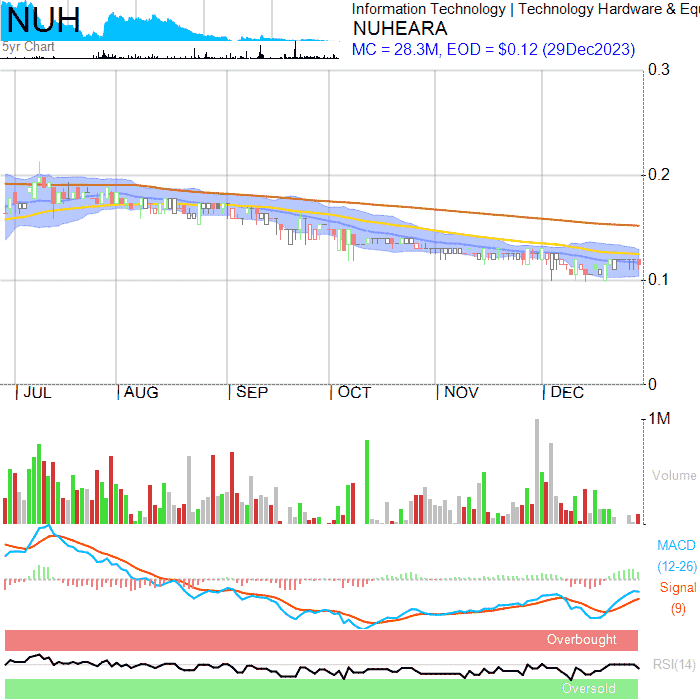 NUH
5yr Chart
Information Technology | Technology Hardware & Equ
NUHEARA
MC = 28.3M, EOD = $0.12 (29Dec2023)
0.3
0.2
0.1
0
JUL AUG SEP OCT NOV DEC
1M
Volume
MACD
(12-26)
Signal
(9)
Overbought
RSI(14)
Oversold